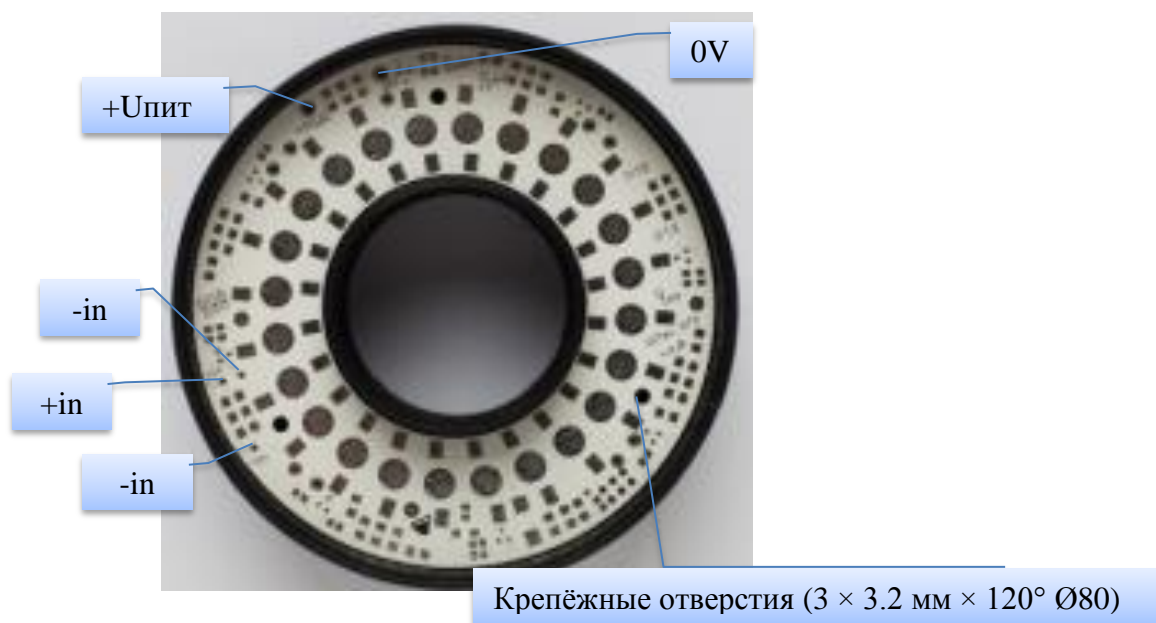 0V
+Uпит
-in
+in
-in
Крепёжные отверстия (3 × 3.2 мм × 120° Ø80)